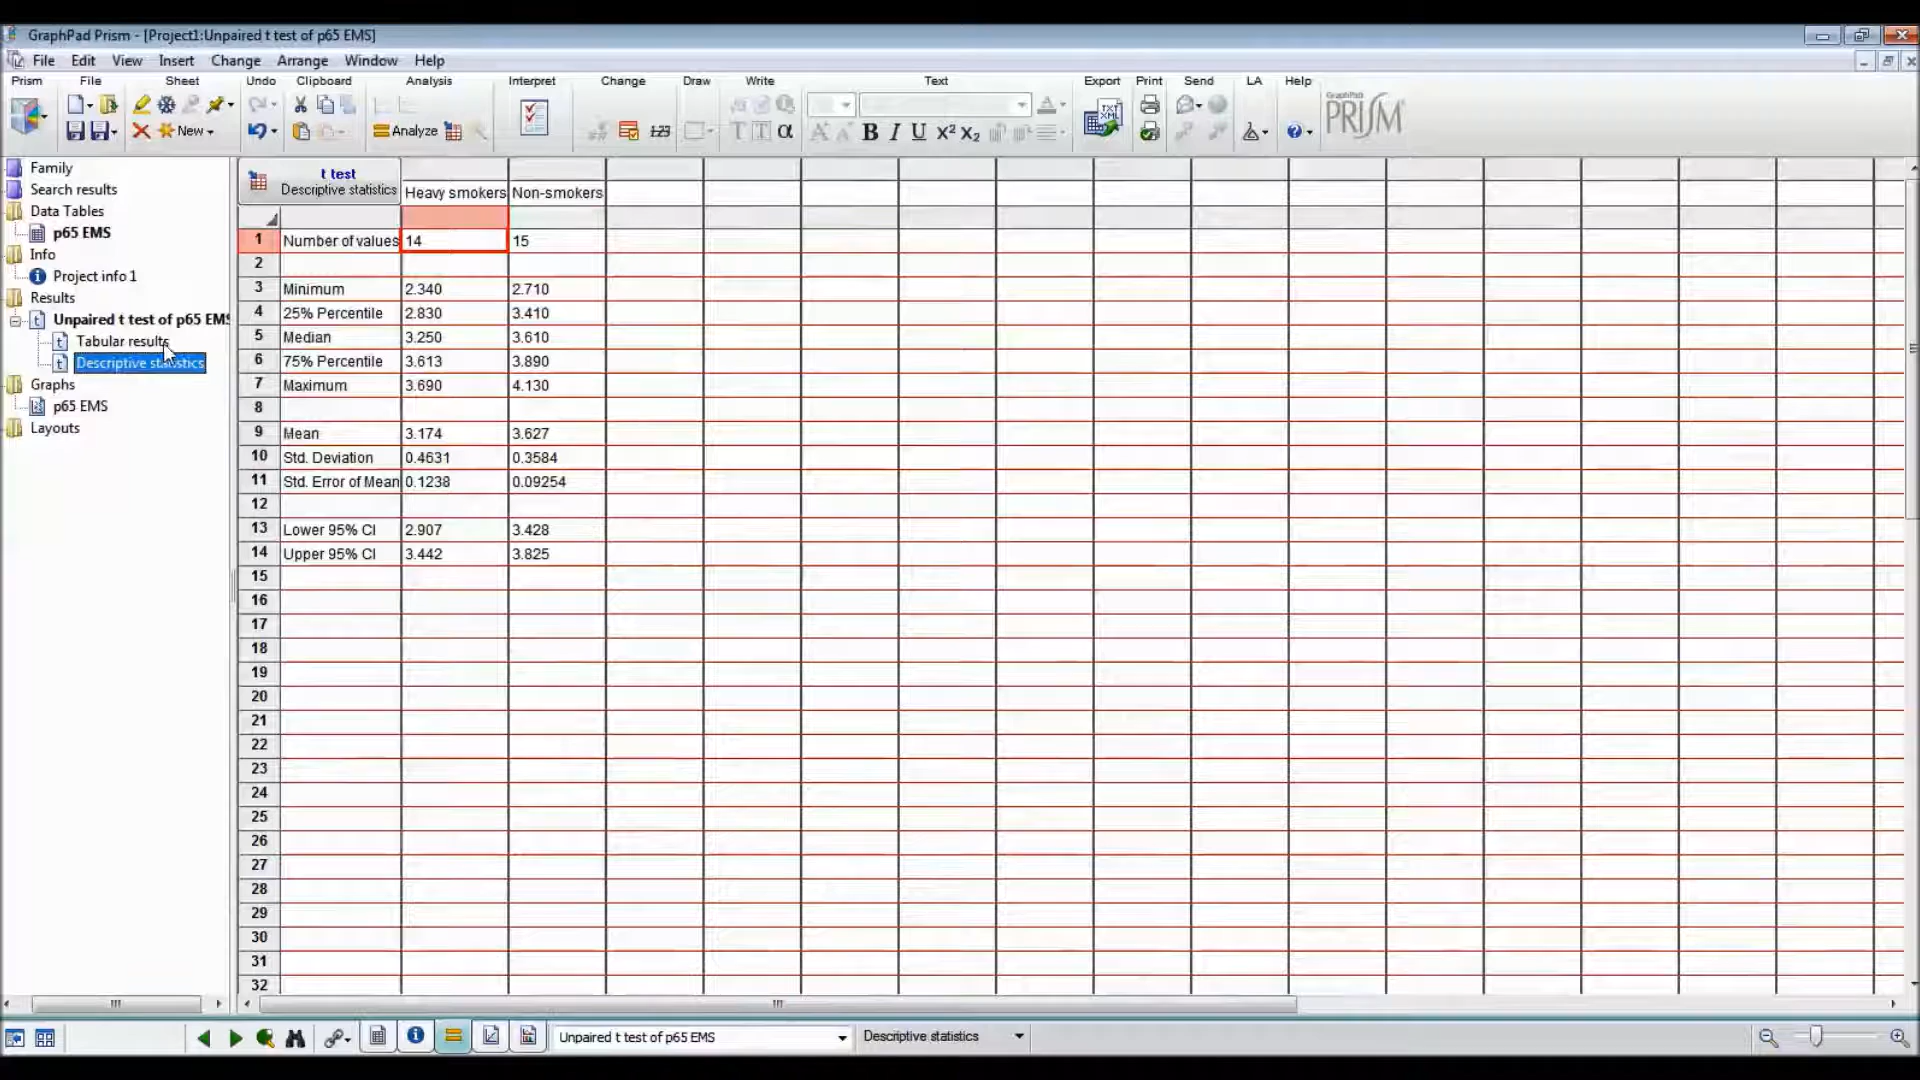 GraphPad Prism - [Project1:Unpaired t test of p65 EMS]
File Edit View Insert Change Arrange Window Help
Prism File Sheet Undo Clipboard Analysis Interpret Change Draw Write Text Export Print Send LA Help
New
Analyze
123
T T α
B I U X² X₂
TXT
XML
GraphPad
PRISM
Family
Search results
Data Tables
p65 EMS
Info
Project info 1
Results
Unpaired t test of p65 EMS
Tabular results
Descriptive statistics
Graphs
p65 EMS
Layouts
t test
Descriptive statistics Heavy smokers Non-smokers
1 Number of values 14 15
2
3 Minimum 2.340 2.710
4 25% Percentile 2.830 3.410
5 Median 3.250 3.610
6 75% Percentile 3.613 3.890
7 Maximum 3.690 4.130
8
9 Mean 3.174 3.627
10 Std. Deviation 0.4631 0.3584
11 Std. Error of Mean 0.1238 0.09254
12
13 Lower 95% CI 2.907 3.428
14 Upper 95% CI 3.442 3.825
15
16
17
18
19
20
21
22
23
24
25
26
27
28
29
30
31
32
Unpaired t test of p65 EMS Descriptive statistics